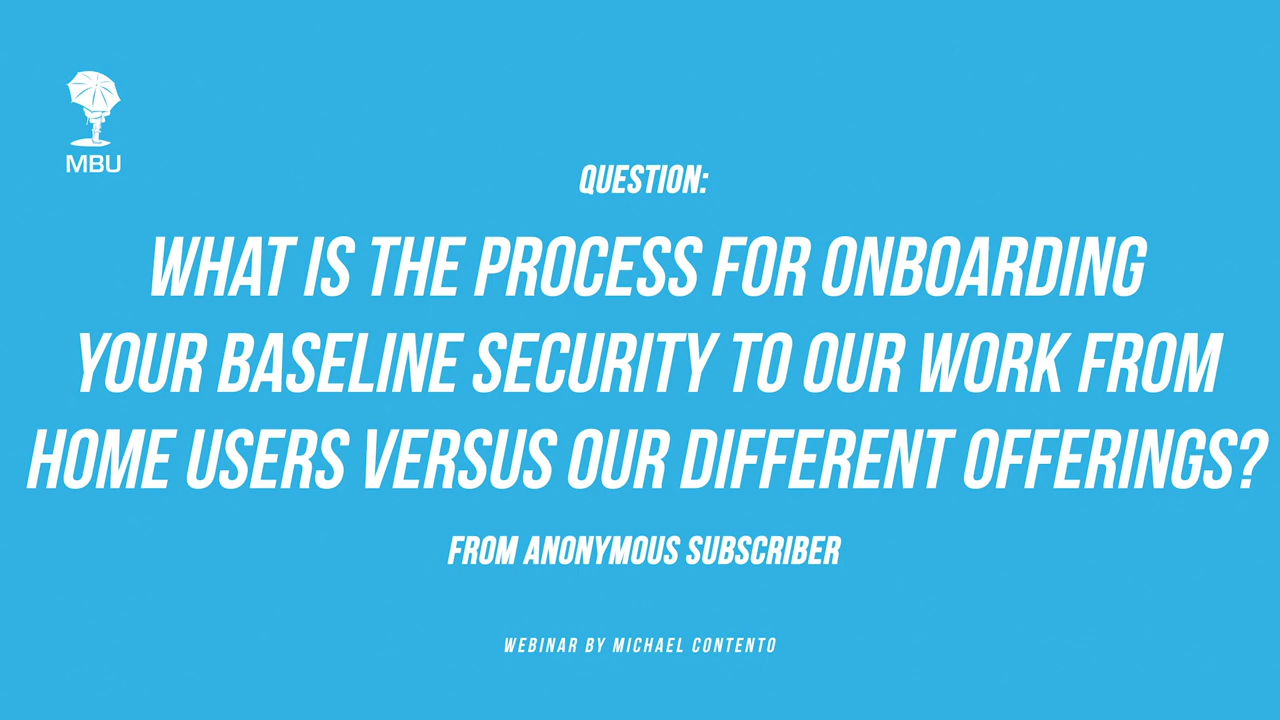 MBU
QUESTION:
WHAT IS THE PROCESS FOR ONBOARDING
YOUR BASELINE SECURITY TO OUR WORK FROM
HOME USERS VERSUS OUR DIFFERENT OFFERINGS?
FROM ANONYMOUS SUBSCRIBER
WEBINAR BY MICHAEL CONTENTO